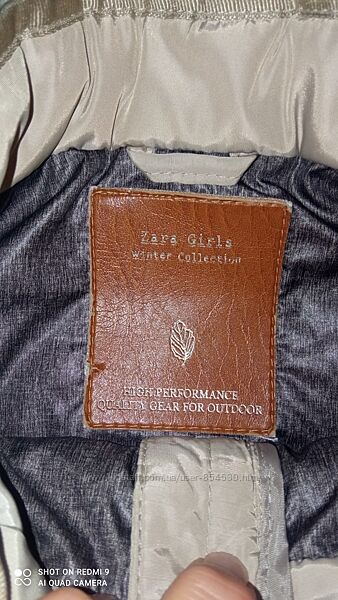 Zara Girls
Winter Collection
HIGH PERFORMANCE
QUALITY GEAR FOR OUTDOOR
SHOT ON REDMI 9
AI QUAD CAMERA